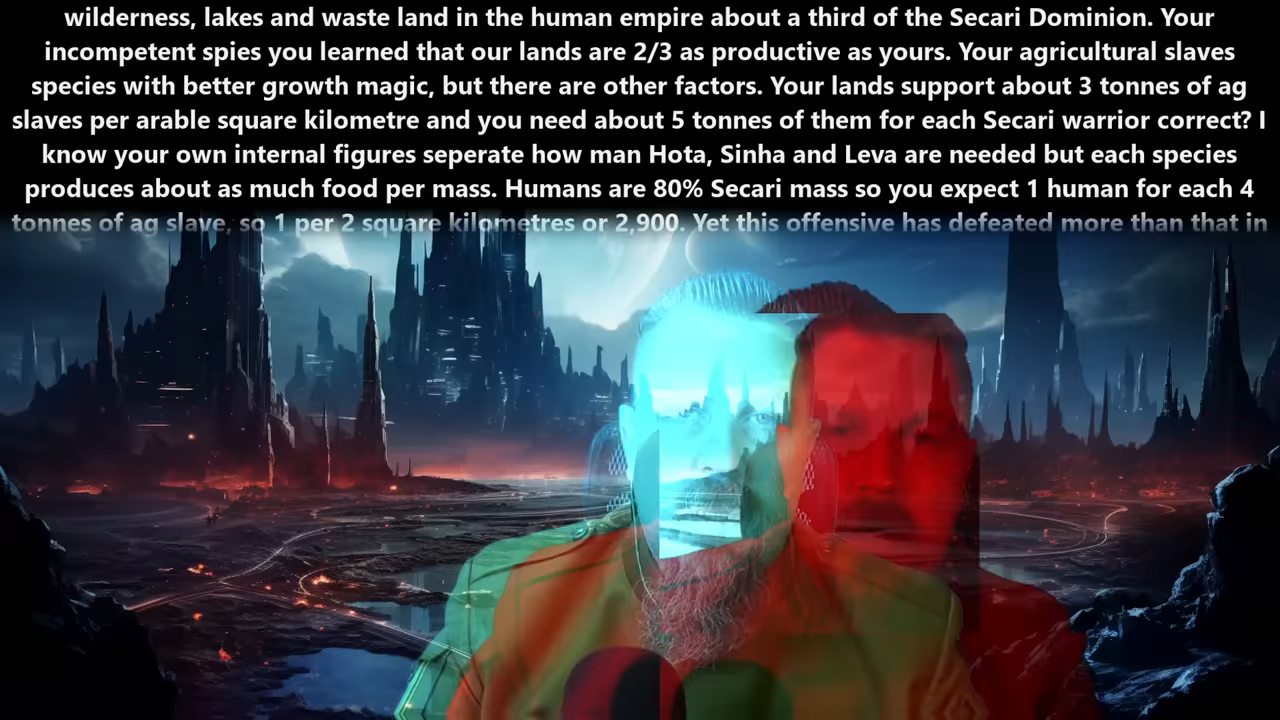 wilderness, lakes and waste land in the human empire about a third of the Secari Dominion. Your
incompetent spies you learned that our lands are 2/3 as productive as yours. Your agricultural slaves
species with better growth magic, but there are other factors. Your lands support about 3 tonnes of ag
slaves per arable square kilometre and you need about 5 tonnes of them for each Secari warrior correct? I
know your own internal figures seperate how man Hota, Sinha and Leva are needed but each species
produces about as much food per mass. Humans are 80% Secari mass so you expect 1 human for each 4
tonnes of ag slave, so 1 per 2 square kilometres or 2,900. Yet this offensive has defeated more than that in